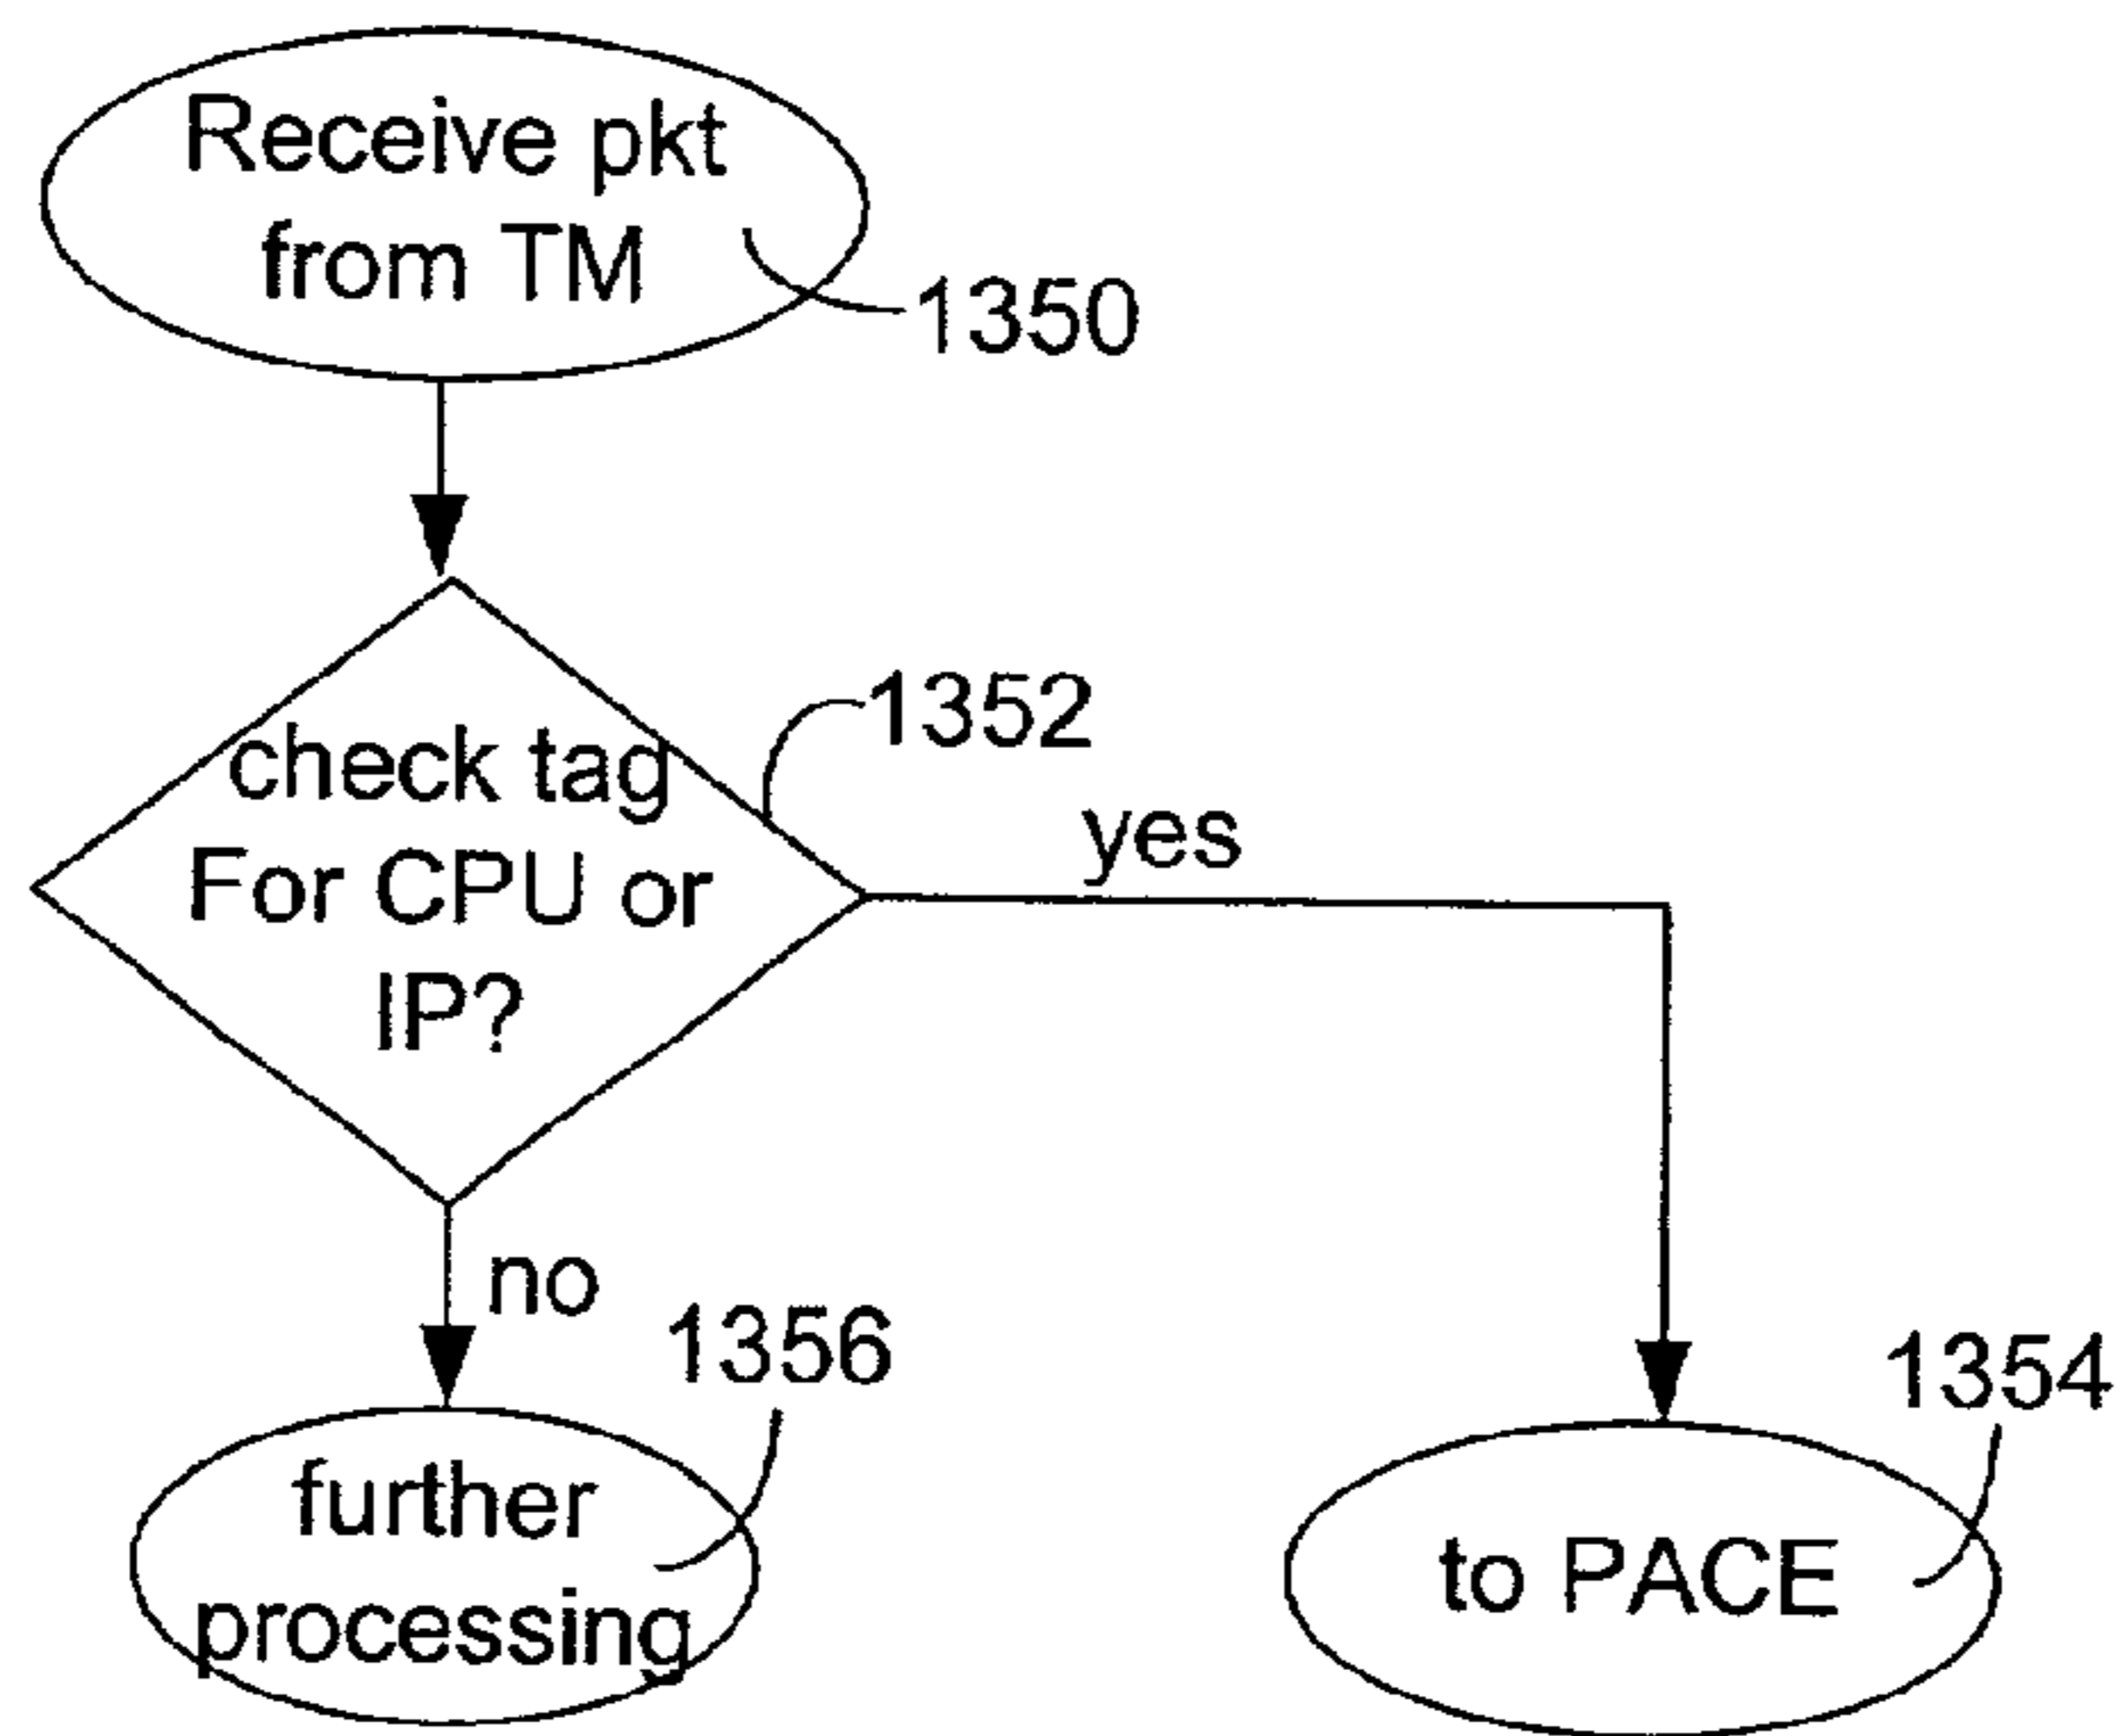 Receive pkt
from TM
1350
check tag
For CPU or
IP?
1352
yes
no
1356
further
processing
1354
to PACE